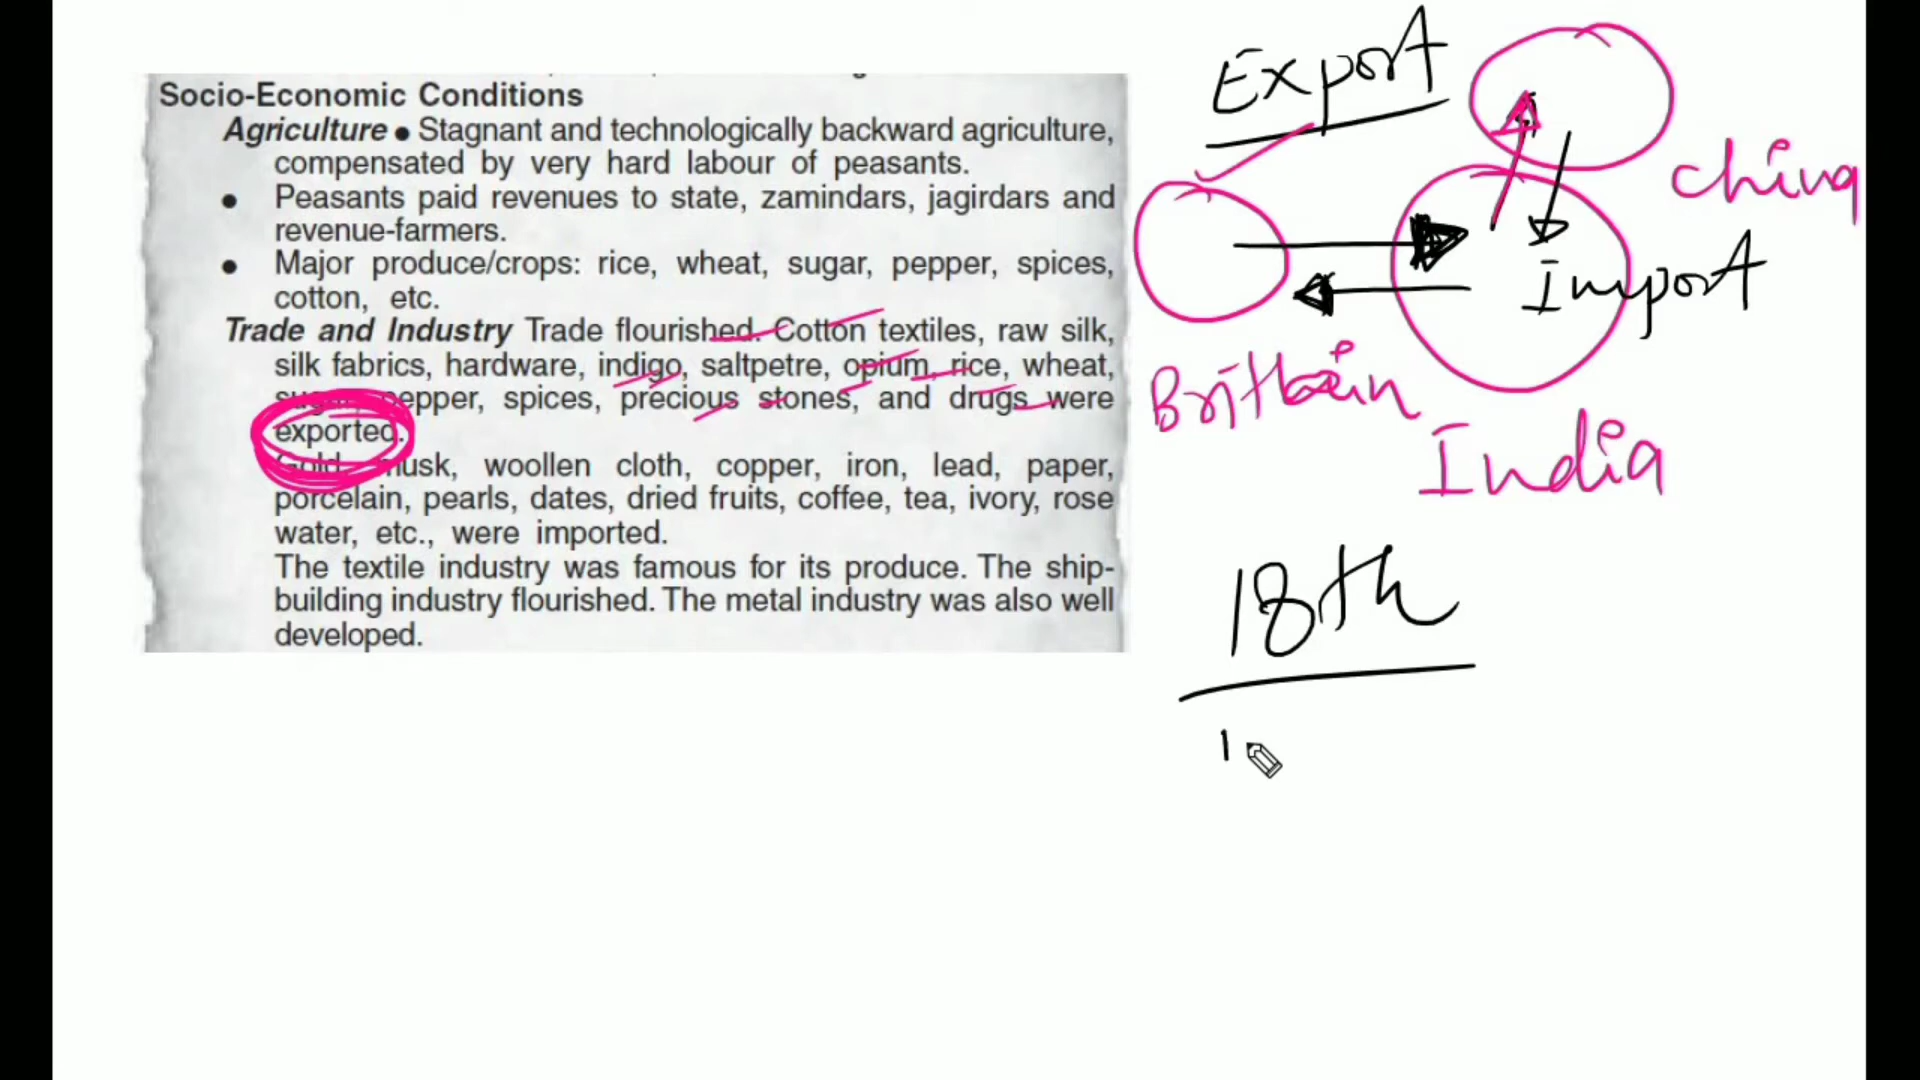 Socio-Economic Conditions
Agriculture ● Stagnant and technologically backward agriculture,
compensated by very hard labour of peasants.
● Peasants paid revenues to state, zamindars, jagirdars and
revenue-farmers.
● Major produce/crops: rice, wheat, sugar, pepper, spices,
cotton, etc.
Trade and Industry Trade flourished. Cotton textiles, raw silk,
silk fabrics, hardware, indigo, saltpetre, opium, rice, wheat,
sugar, pepper, spices, precious stones, and drugs were
exported.
Gold, musk, woollen cloth, copper, iron, lead, paper,
porcelain, pearls, dates, dried fruits, coffee, tea, ivory, rose
water, etc., were imported.
The textile industry was famous for its produce. The ship-
building industry flourished. The metal industry was also well
developed.
Export
China
Import
Brittain
India
18th
1